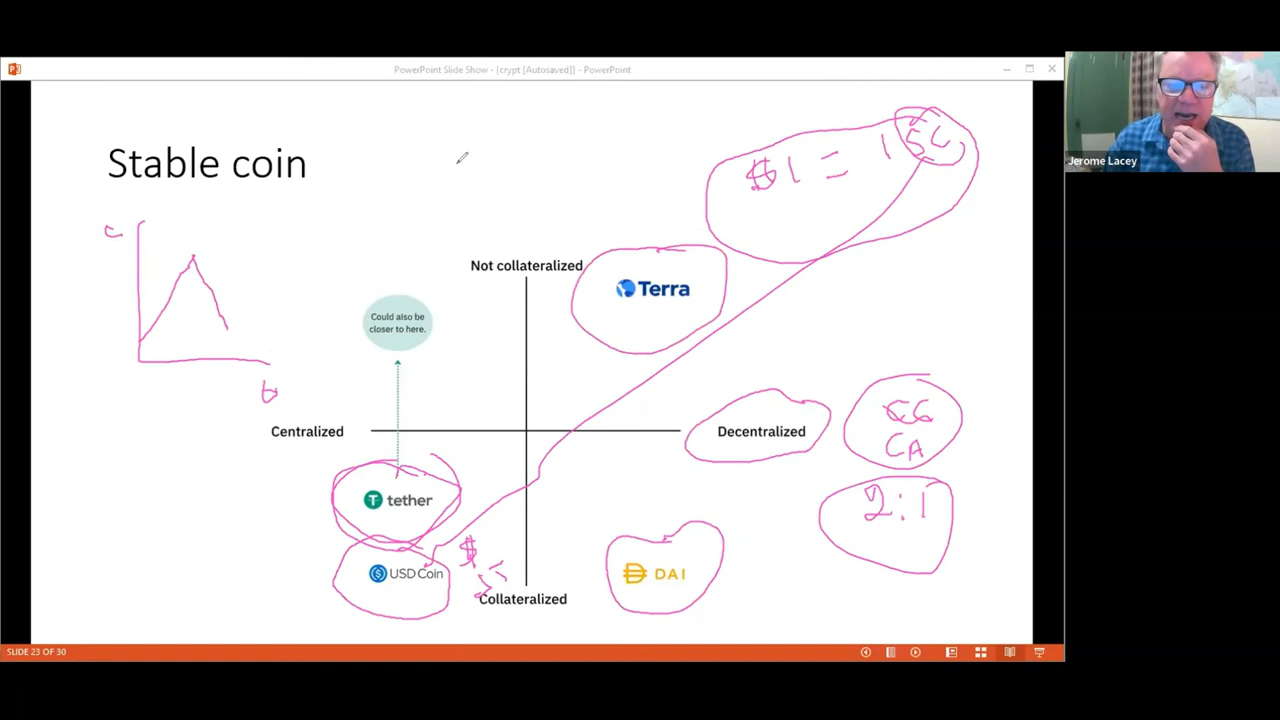 PowerPoint Slide Show - [crypt [Autosaved]] - PowerPoint
Jerome Lacey
Stable coin
$1 = 1 SC
c
Not collateralized
Terra
Could also be
closer to here.
t
Centralized
Decentralized
CA
2:1
tether
$
USD Coin
DAI
Collateralized
SLIDE 23 OF 30